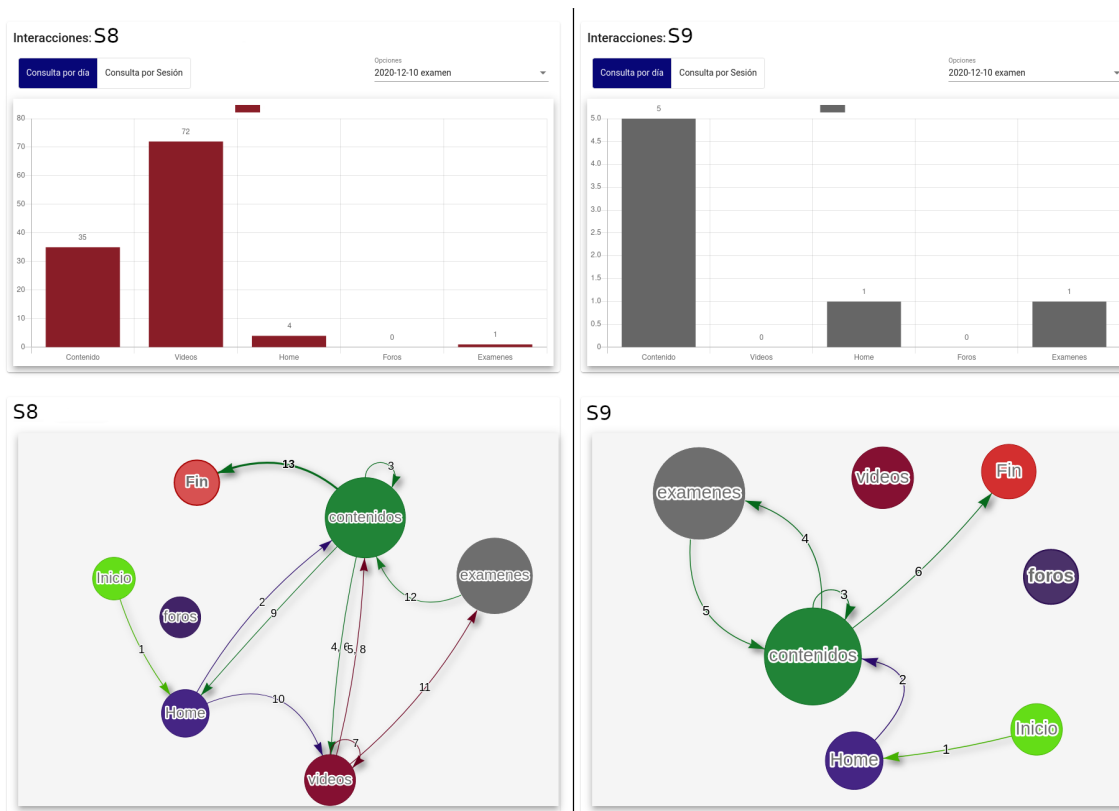 Interacciones: S8
Opciones
Consulta por día Consulta por Sesión
2020-12-10 examen
80
70
60
50
40
30
20
10
0
35
72
4
0
1
Contenido Videos Home Foros Examenes
Interacciones: S9
Opciones
Consulta por día Consulta por Sesión
2020-12-10 examen
5.0
4.5
4.0
3.5
3.0
2.5
2.0
1.5
1.0
0.5
0
5
0
1
0
1
Contenido Videos Home Foros Examenes
S8
13
3
Fin
contenidos
Inicio
examenes
foros
2
9
12
1
4, 6
5, 8
Home
10
11
7
videos
S9
examenes
videos
Fin
4
foros
3
6
5
contenidos
2
Inicio
1
Home